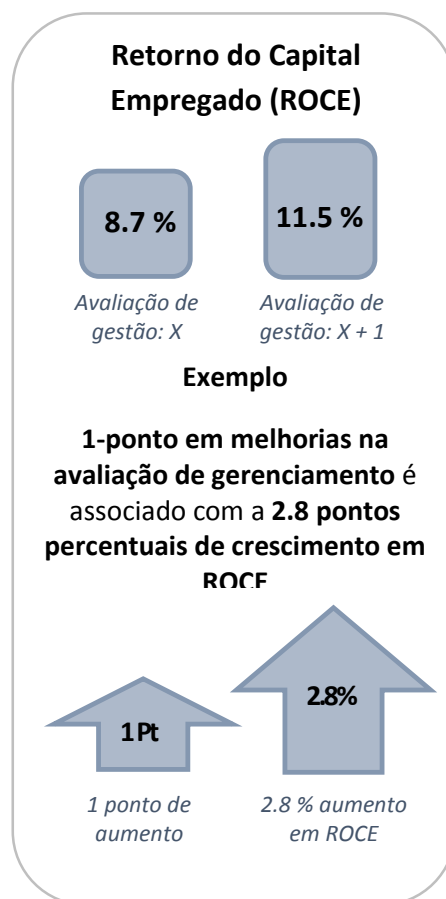 Retorno do Capital
Empregado (ROCE)
8.7 %
11.5 %
Avaliação de
gestão: X
Avaliação de
gestão: X + 1
Exemplo
1-ponto em melhorias na
avaliação de gerenciamento é
associado com a 2.8 pontos
percentuais de crescimento em
ROCE
1 Pt
2.8%
1 ponto de
aumento
2.8 % aumento
em ROCE